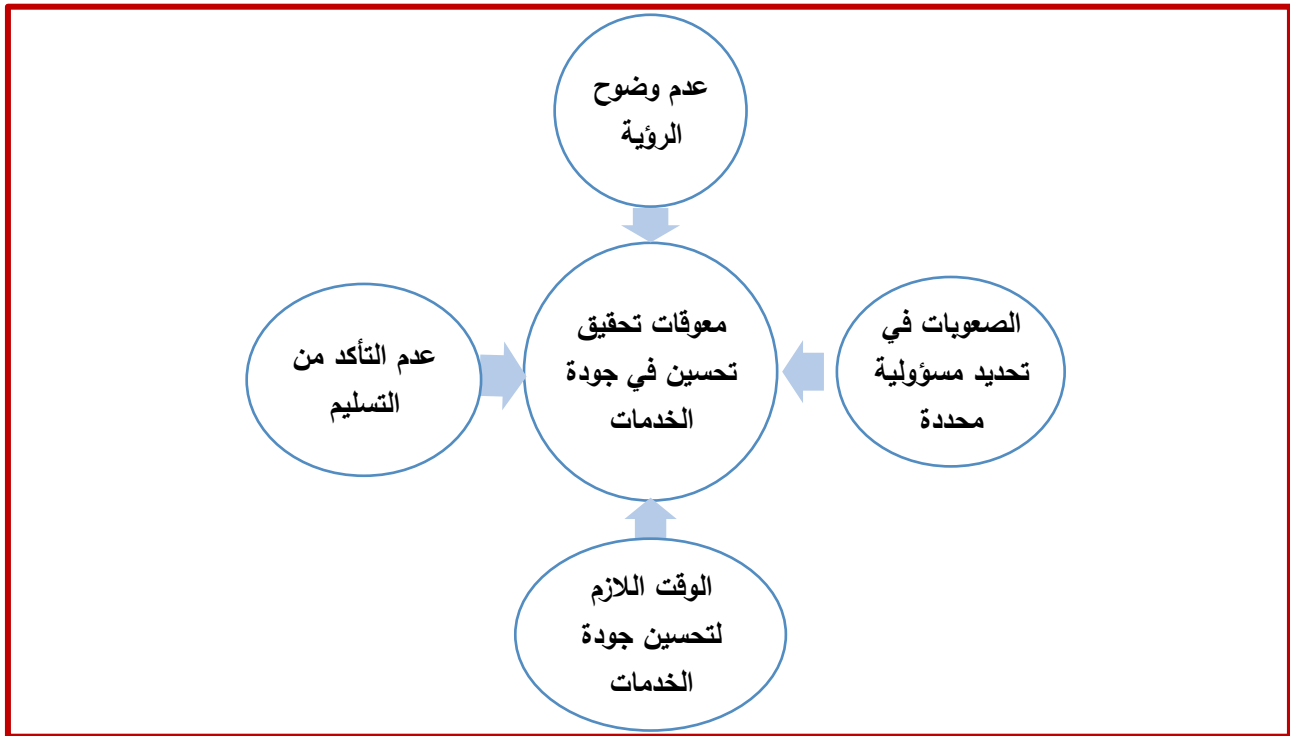 عدم وضوح
الرؤية
الصعوبات في
تحديد مسؤولية
محددة
معوقات تحقيق
تحسين في جودة
الخدمات
عدم التأكد من
التسليم
الوقت اللازم
لتحسين جودة
الخدمات